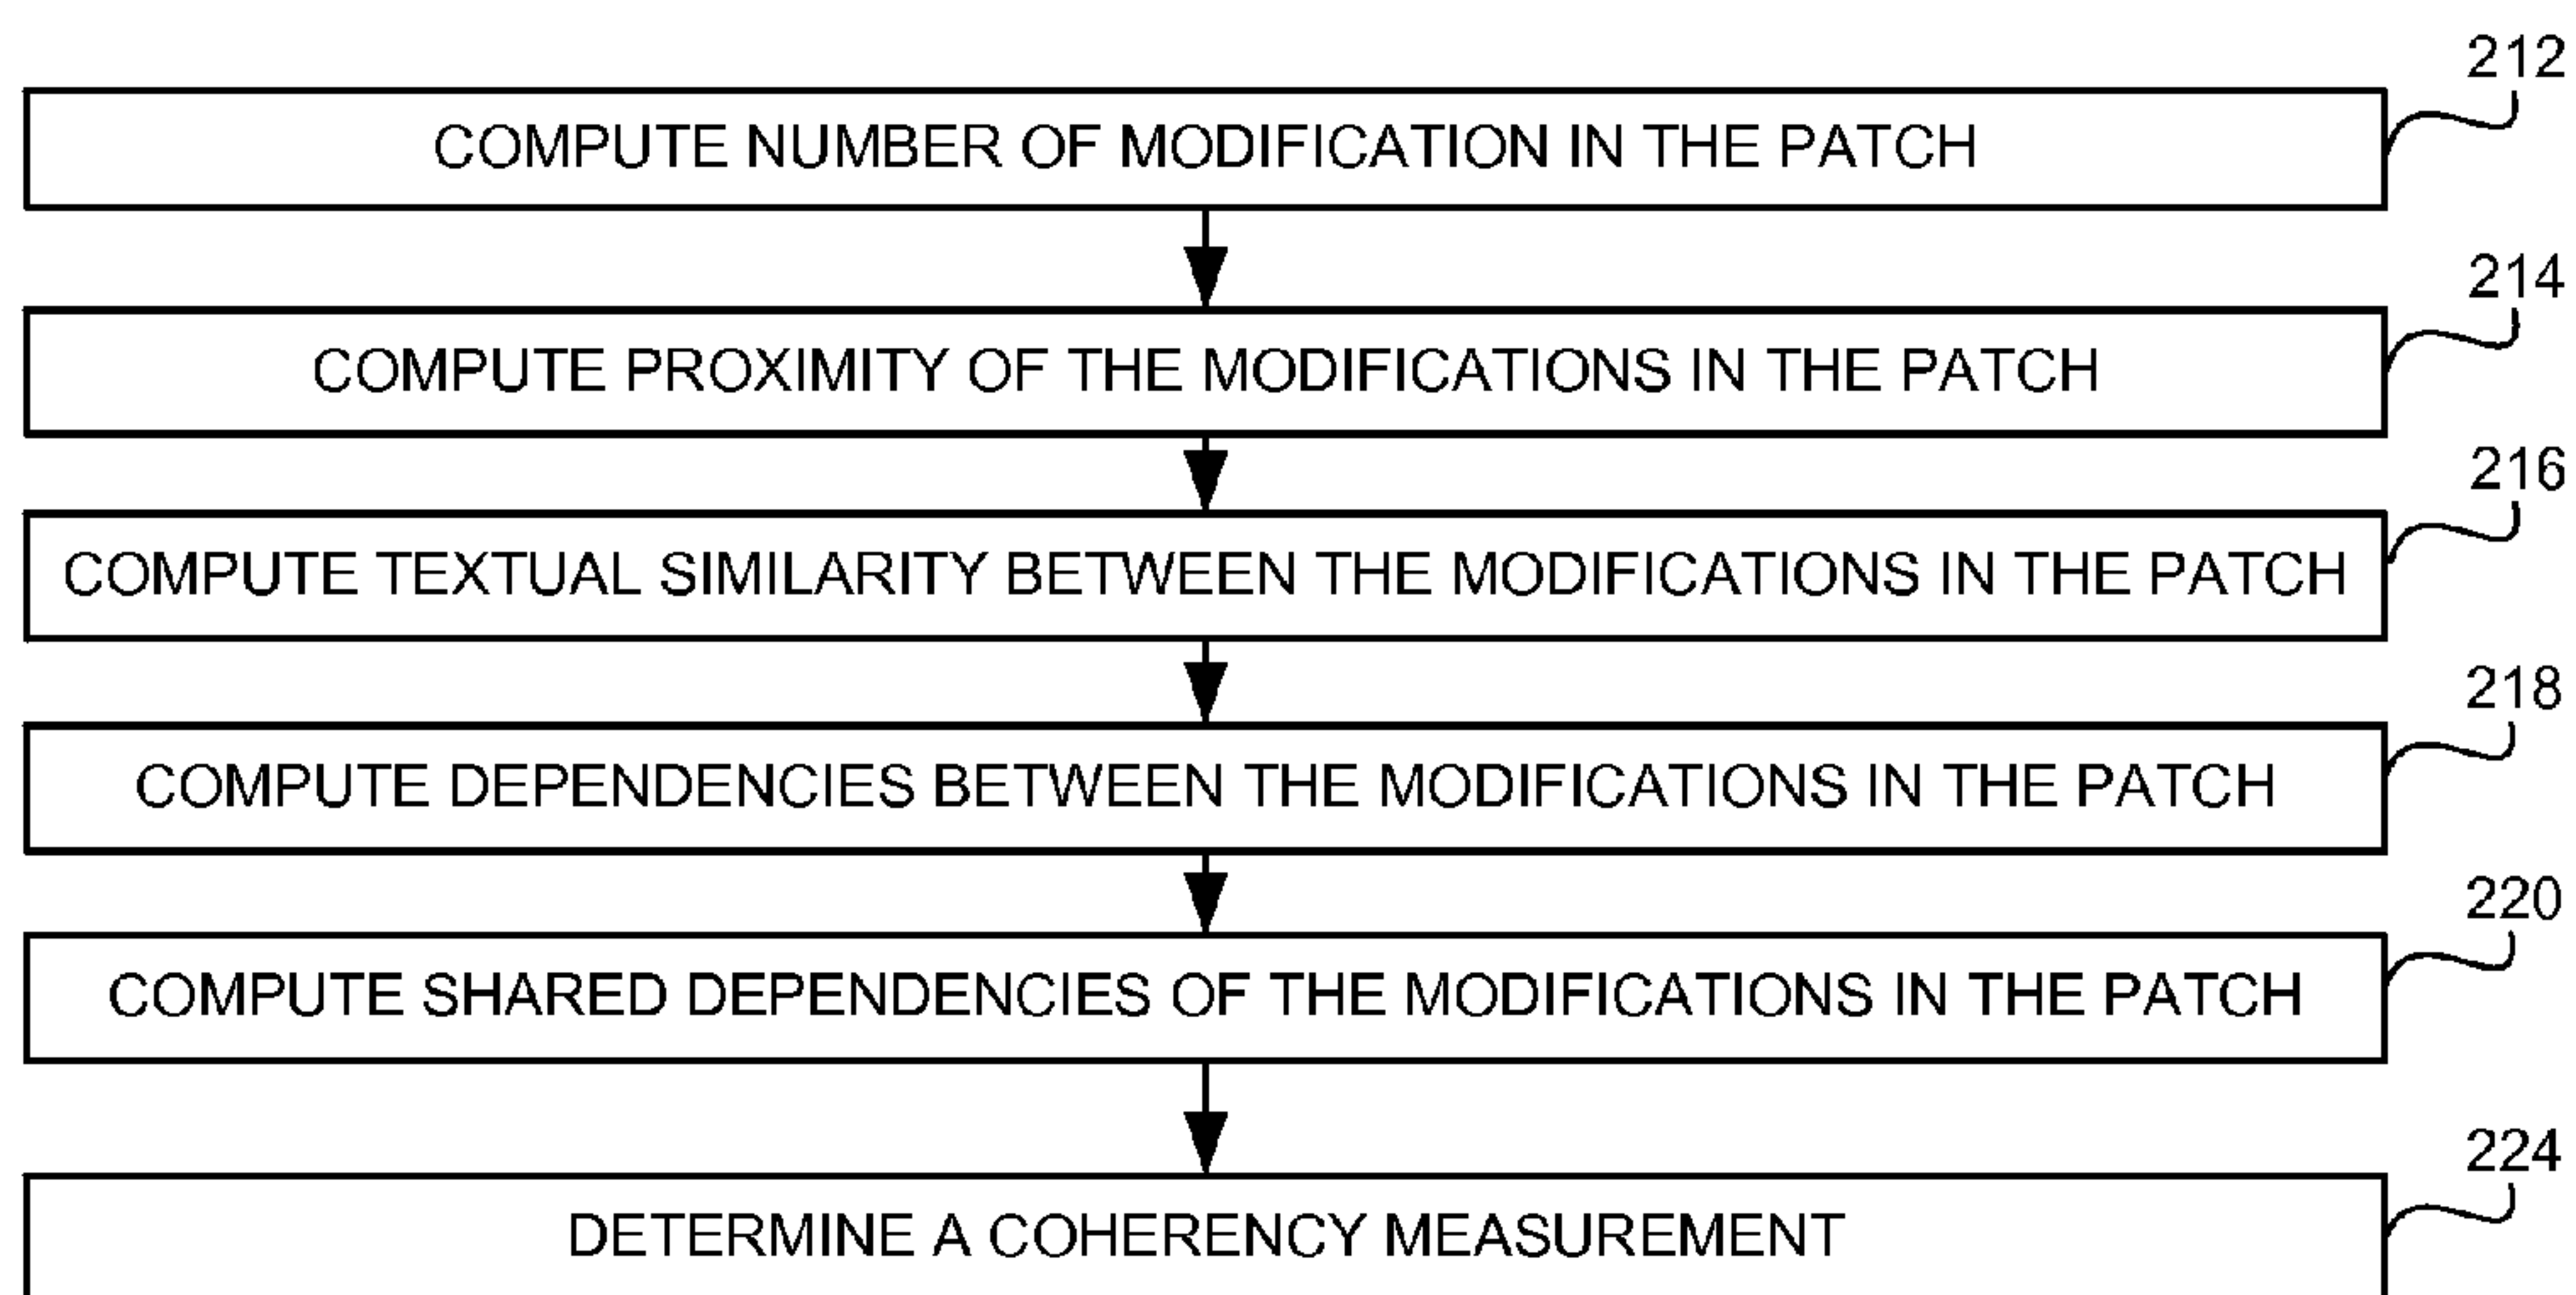 212
COMPUTE NUMBER OF MODIFICATION IN THE PATCH
214
COMPUTE PROXIMITY OF THE MODIFICATIONS IN THE PATCH
216
COMPUTE TEXTUAL SIMILARITY BETWEEN THE MODIFICATIONS IN THE PATCH
218
COMPUTE DEPENDENCIES BETWEEN THE MODIFICATIONS IN THE PATCH
220
COMPUTE SHARED DEPENDENCIES OF THE MODIFICATIONS IN THE PATCH
224
DETERMINE A COHERENCY MEASUREMENT